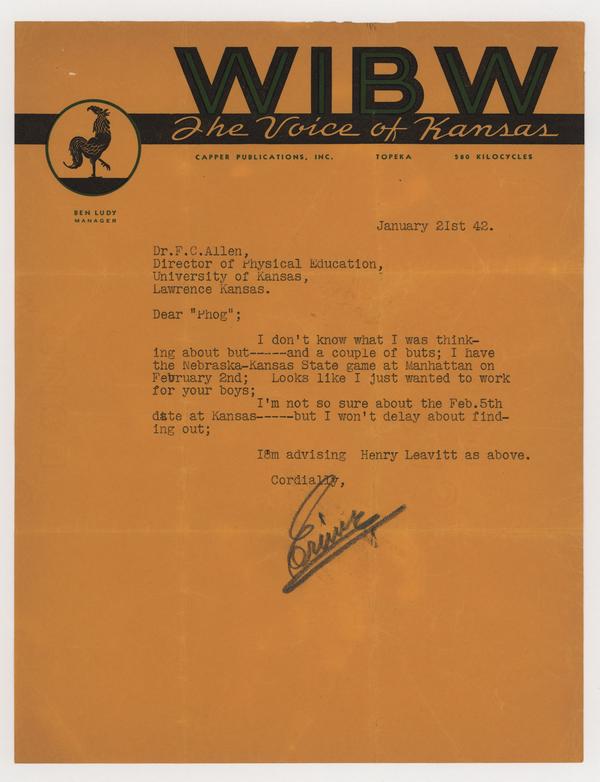 WIBW
The Voice of Kansas
CAPPER PUBLICATIONS, INC. TOPEKA 580 KILOCYCLES
BEN LUDY
MANAGER
January 2Ist 42.
Dr.F.C.Allen,
Director of Physical Education,
University of Kansas,
Lawrence Kansas.
Dear "Phog";
I don't know what I was think-
ing about but-----and a couple of buts; I have
the Nebraska-Kansas State game at Manhattan on
February 2nd; Looks like I just wanted to work
for your boys;
I'm not so sure about the Feb.5th
date at Kansas-----but I won't delay about find-
ing out;
I8m advising Henry Leavitt as above.
Cordially,